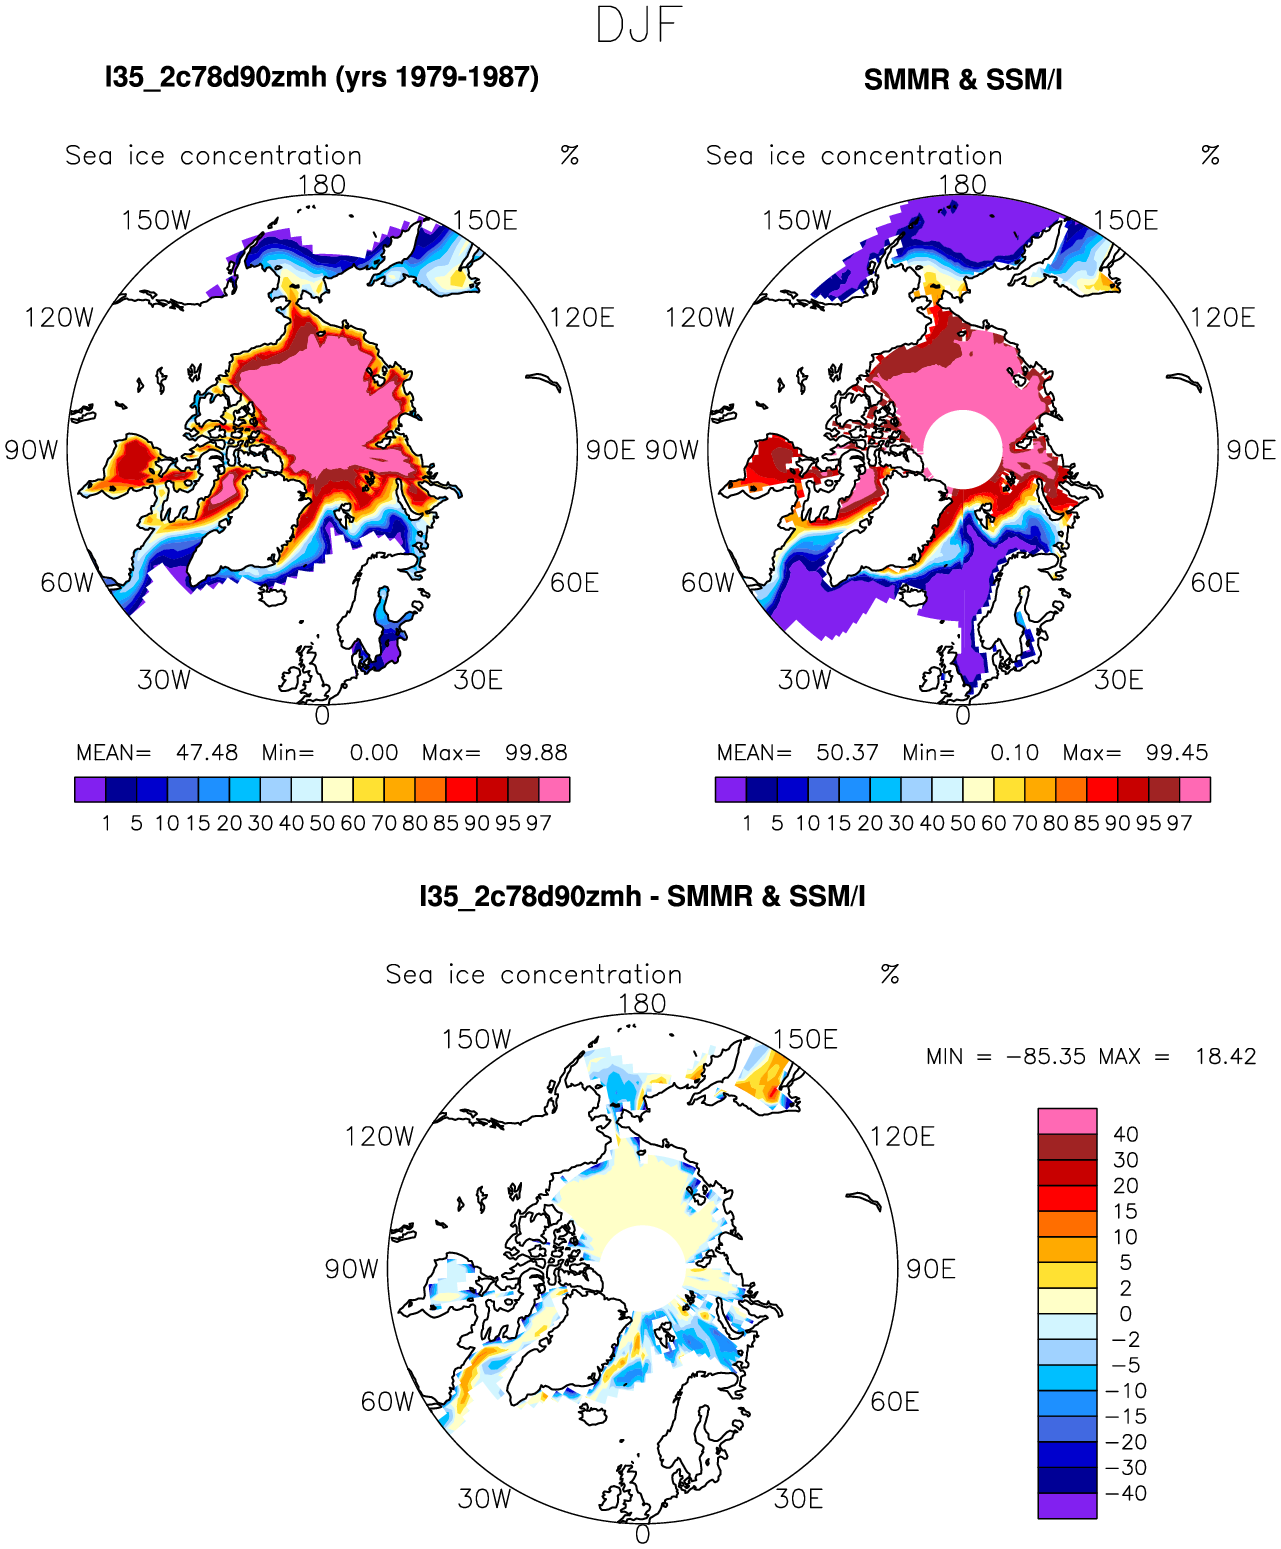 DJF
I35_2c78d90zmh (yrs 1979-1987)
Sea ice concentration %
180
150W 150E
120W 120E
90W 90E
60W 60E
30W 30E
0
MEAN= 47.48 Min= 0.00 Max= 99.88
1 5 10 15 20 30 40 50 60 70 80 85 90 95 97
SMMR & SSM/I
Sea ice concentration %
180
150W 150E
120W 120E
90W 90E
60W 60E
30W 30E
0
MEAN= 50.37 Min= 0.10 Max= 99.45
1 5 10 15 20 30 40 50 60 70 80 85 90 95 97
I35_2c78d90zmh - SMMR & SSM/I
Sea ice concentration %
180
150W 150E
120W 120E
90W 90E
60W 60E
30W 30E
0
MIN = -85.35 MAX = 18.42
40
30
20
15
10
5
2
0
-2
-5
-10
-15
-20
-30
-40